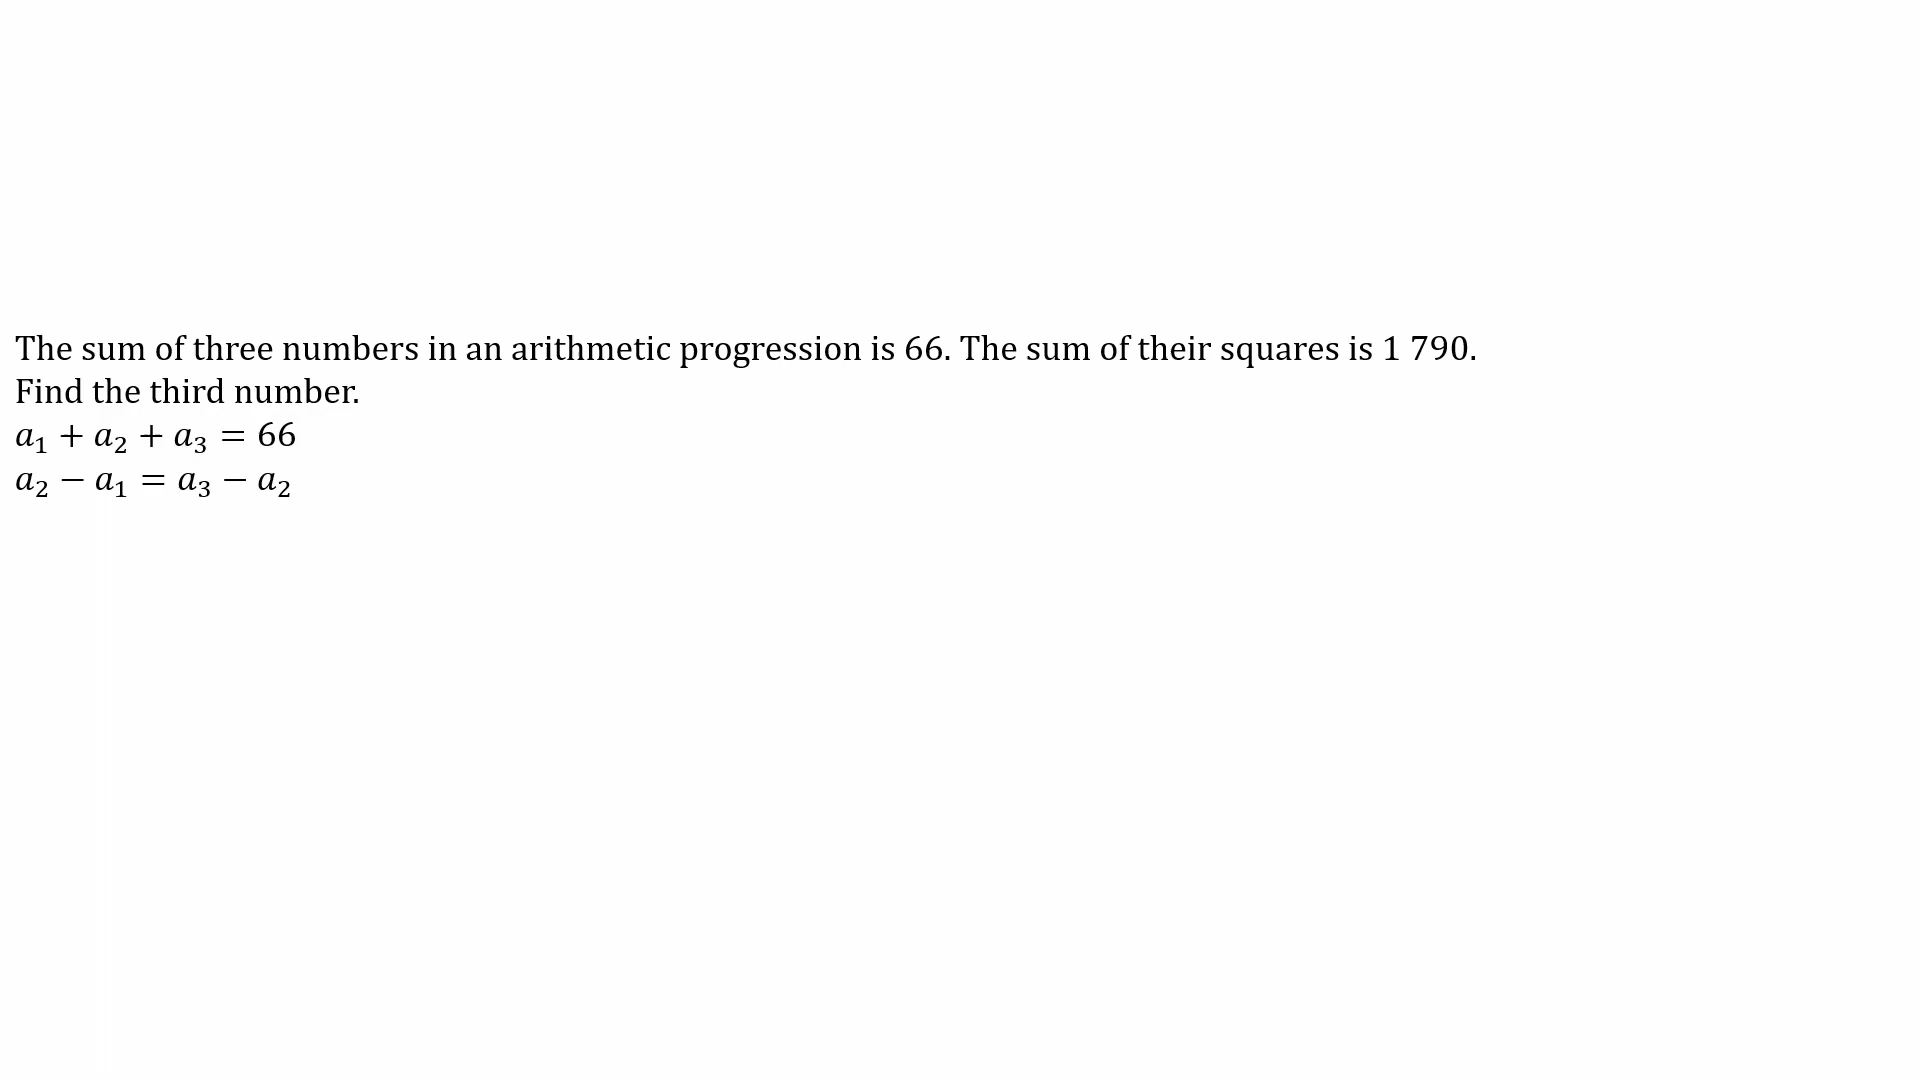 The sum of three numbers in an arithmetic progression is 66. The sum of their squares is 1 790.
Find the third number.
a₁ + a₂ + a₃ = 66
a₂ − a₁ = a₃ − a₂